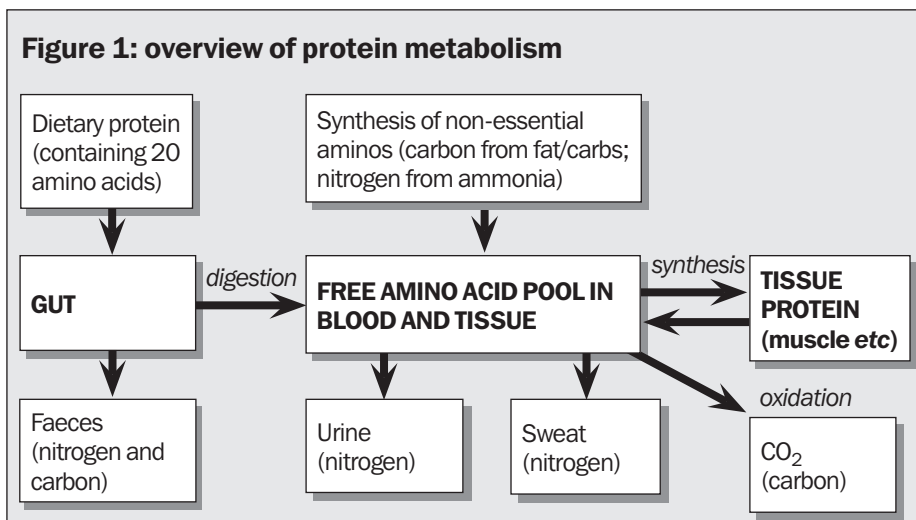 Figure 1: overview of protein metabolism
Dietary protein
(containing 20
amino acids)
Synthesis of non-essential
aminos (carbon from fat/carbs;
nitrogen from ammonia)
GUT
digestion
FREE AMINO ACID POOL IN
BLOOD AND TISSUE
synthesis
TISSUE
PROTEIN
(muscle etc)
Faeces
(nitrogen and
carbon)
Urine
(nitrogen)
Sweat
(nitrogen)
oxidation
CO2
(carbon)